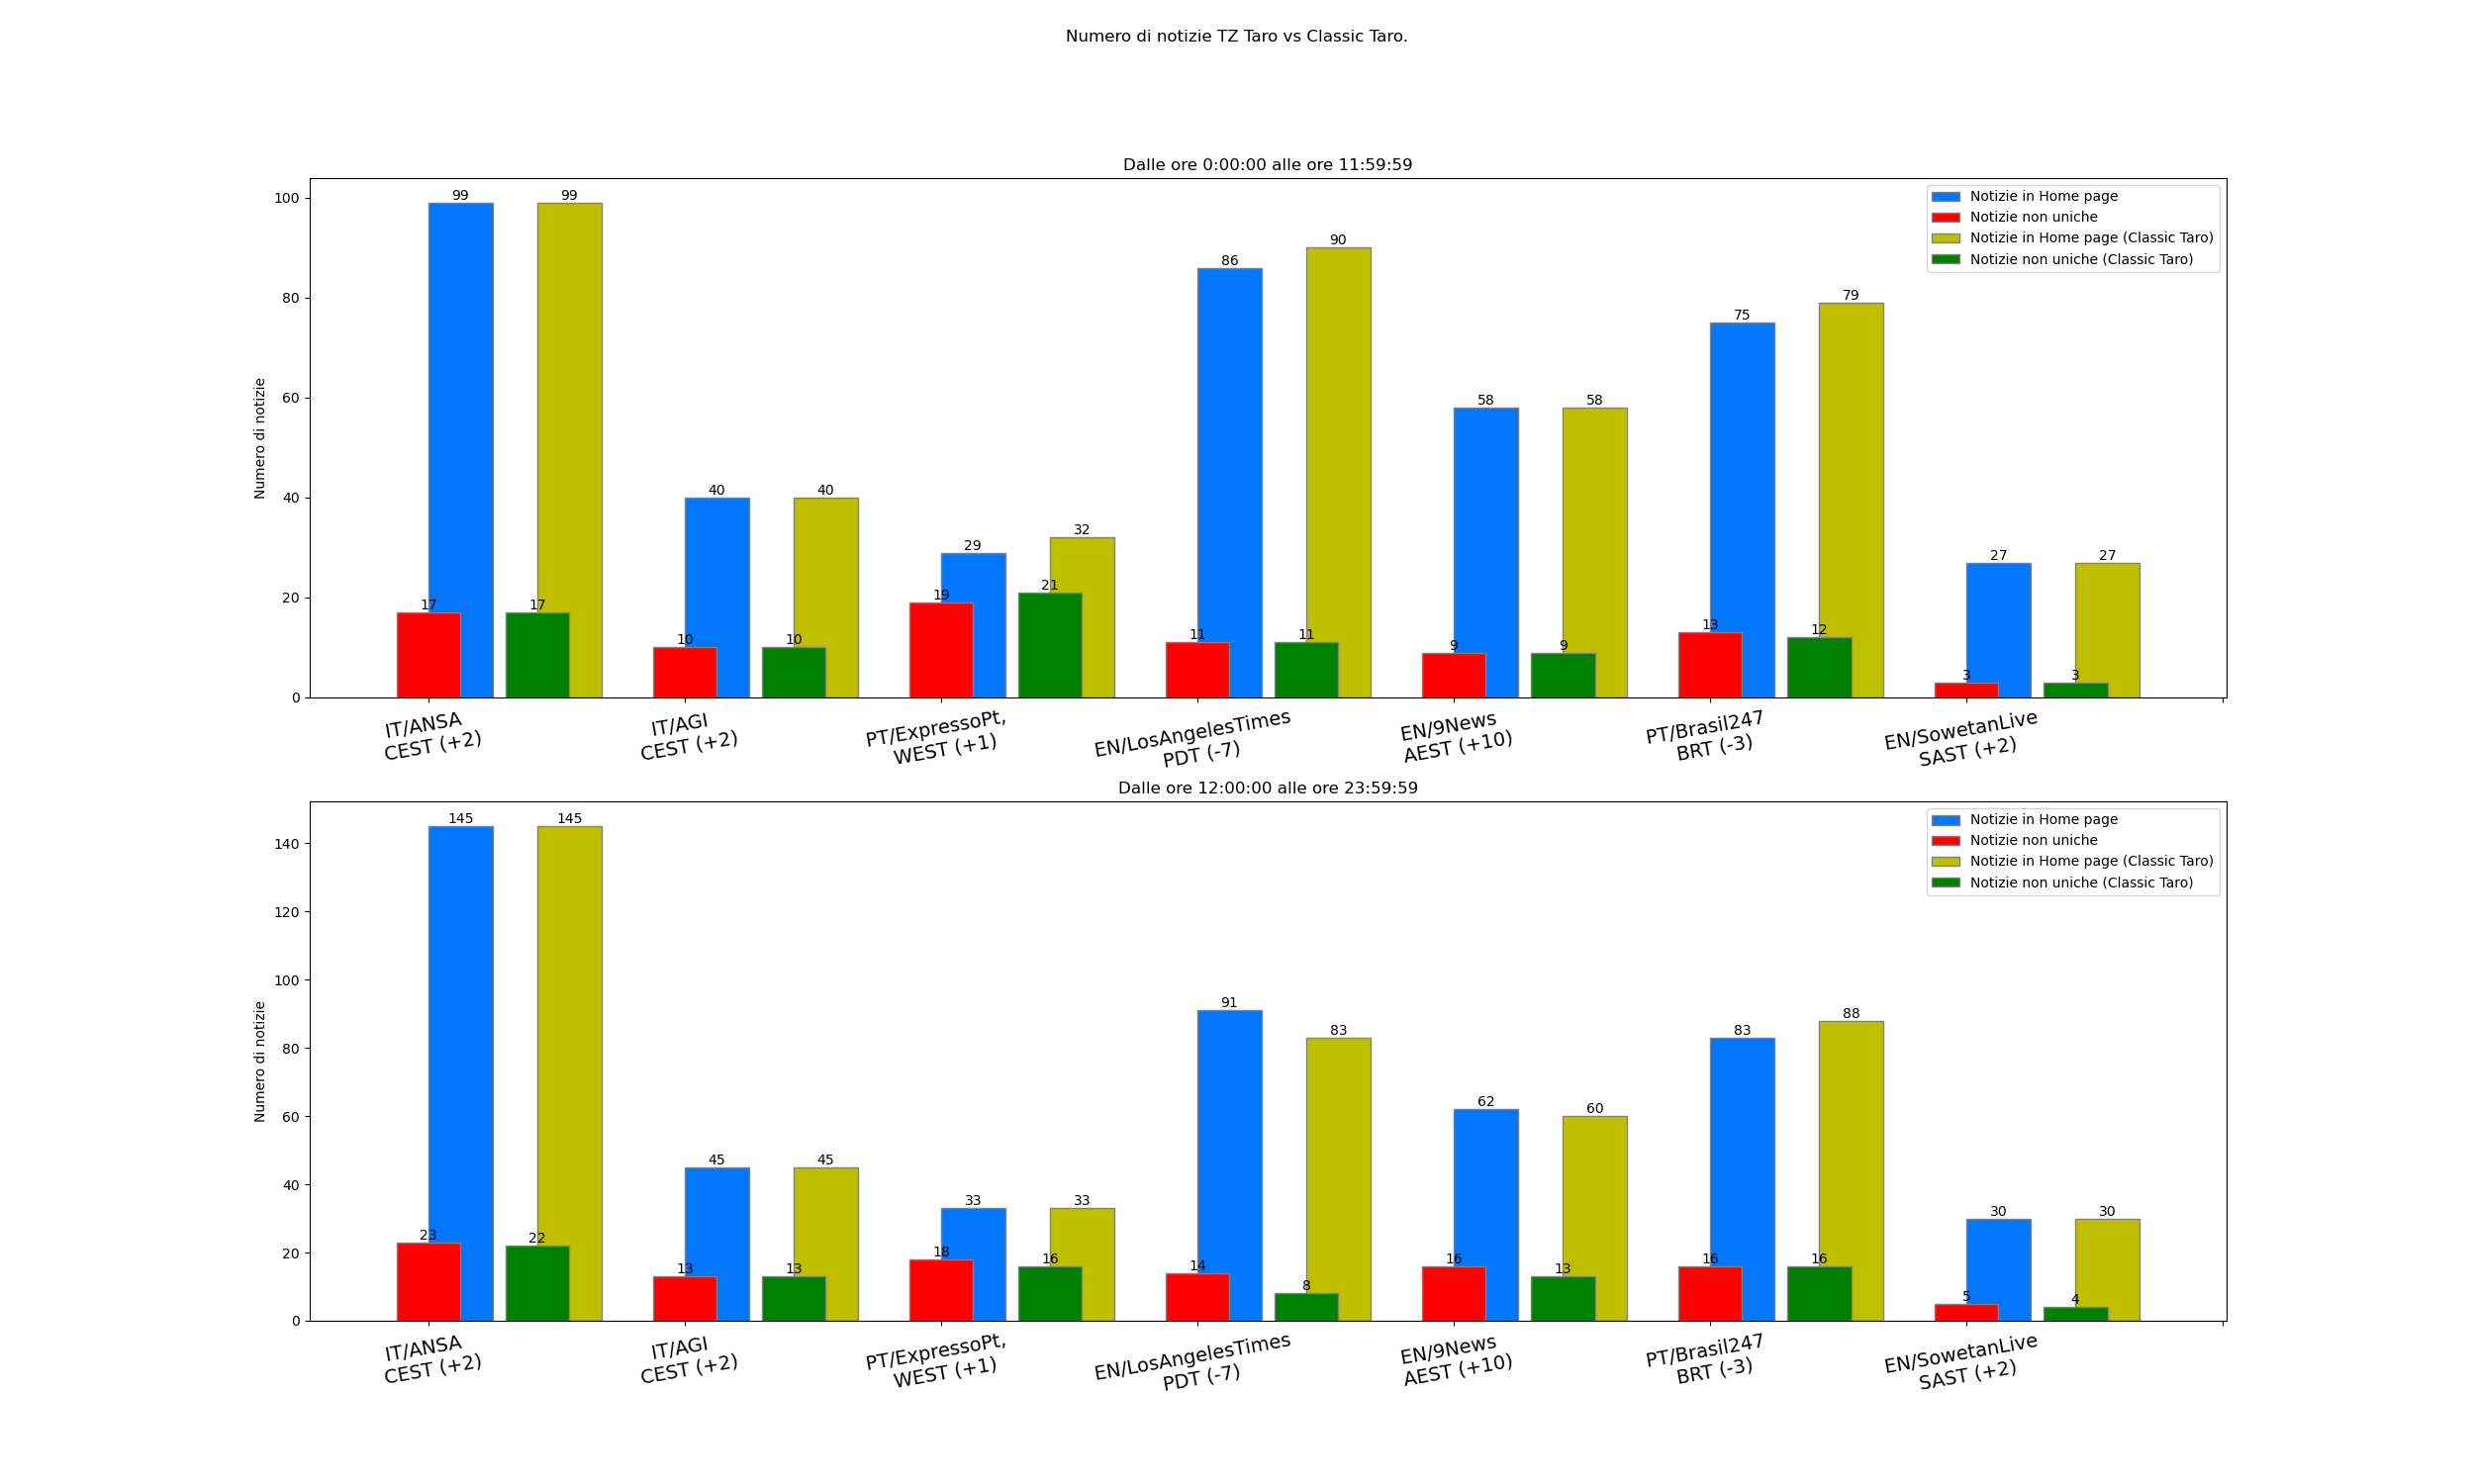 Numero di notizie TZ Taro vs Classic Taro.
Dalle ore 0:00:00 alle ore 11:59:59
Numero di notizie
100
80
60
40
20
0
99
99
17
17
40
40
10
10
29
32
19
21
86
90
11
11
58
58
9
9
75
79
13
12
27
27
3
3
Notizie in Home page
Notizie non uniche
Notizie in Home page (Classic Taro)
Notizie non uniche (Classic Taro)
IT/ANSA
CEST (+2)
IT/AGI
CEST (+2)
PT/ExpressoPt,
WEST (+1)
EN/LosAngelesTimes
PDT (-7)
EN/9News
AEST (+10)
PT/Brasil247
BRT (-3)
EN/SowetanLive
SAST (+2)
Dalle ore 12:00:00 alle ore 23:59:59
Numero di notizie
140
120
100
80
60
40
20
0
145
145
23
22
45
45
13
13
33
33
18
16
91
83
14
8
62
60
16
13
83
88
16
16
30
30
5
4
Notizie in Home page
Notizie non uniche
Notizie in Home page (Classic Taro)
Notizie non uniche (Classic Taro)
IT/ANSA
CEST (+2)
IT/AGI
CEST (+2)
PT/ExpressoPt,
WEST (+1)
EN/LosAngelesTimes
PDT (-7)
EN/9News
AEST (+10)
PT/Brasil247
BRT (-3)
EN/SowetanLive
SAST (+2)